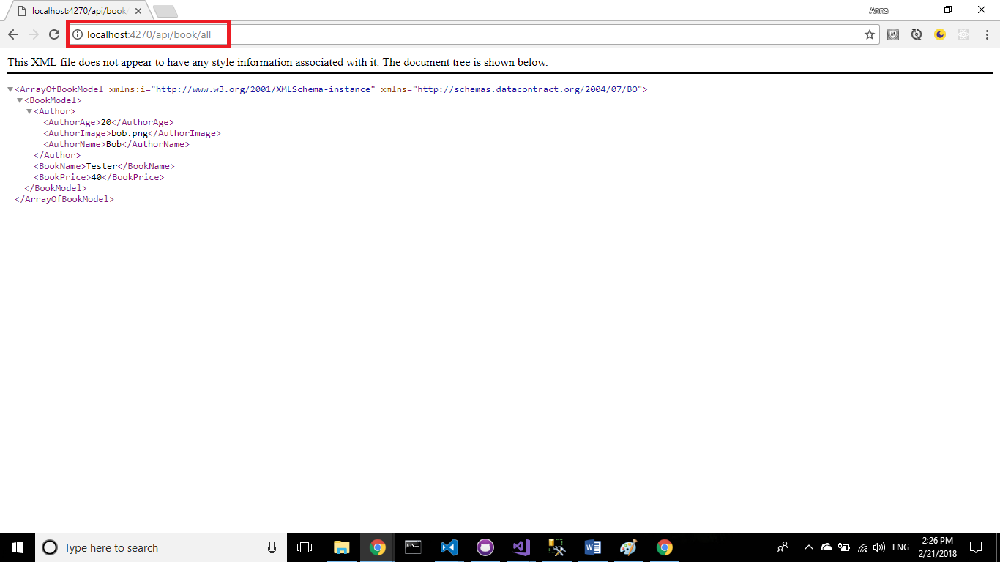 localhost:4270/api/book
Anna
localhost:4270/api/book/all
This XML file does not appear to have any style information associated with it. The document tree is shown below.
<ArrayOfBookModel xmlns:i="http://www.w3.org/2001/XMLSchema-instance" xmlns="http://schemas.datacontract.org/2004/07/BO">
<BookModel>
<Author>
<AuthorAge>20</AuthorAge>
<AuthorImage>bob.png</AuthorImage>
<AuthorName>Bob</AuthorName>
</Author>
<BookName>Tester</BookName>
<BookPrice>40</BookPrice>
</BookModel>
</ArrayOfBookModel>
Type here to search
ENG
2:26 PM
2/21/2018